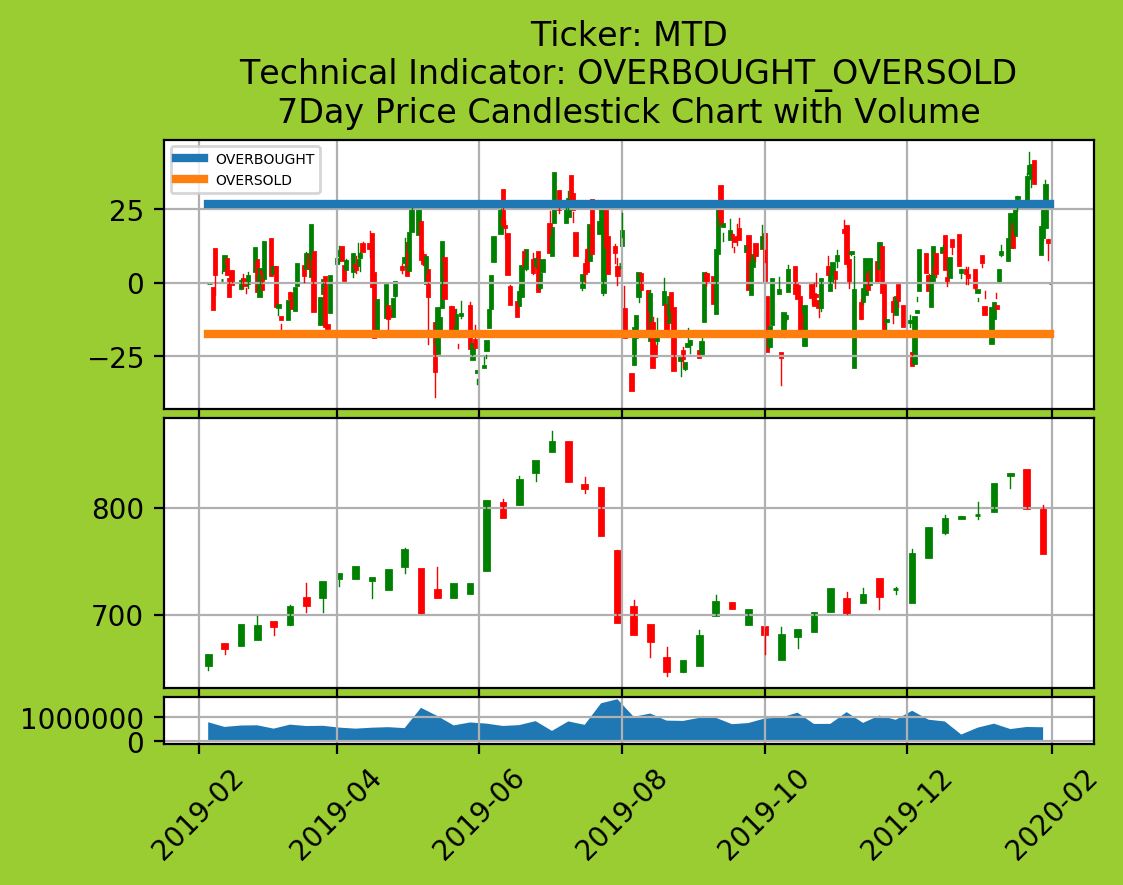 Ticker: MTD
Technical Indicator: OVERBOUGHT_OVERSOLD
7Day Price Candlestick Chart with Volume
OVERBOUGHT
OVERSOLD
25
0
−25
800
700
1000000
0
2019-02
2019-04
2019-06
2019-08
2019-10
2019-12
2020-02